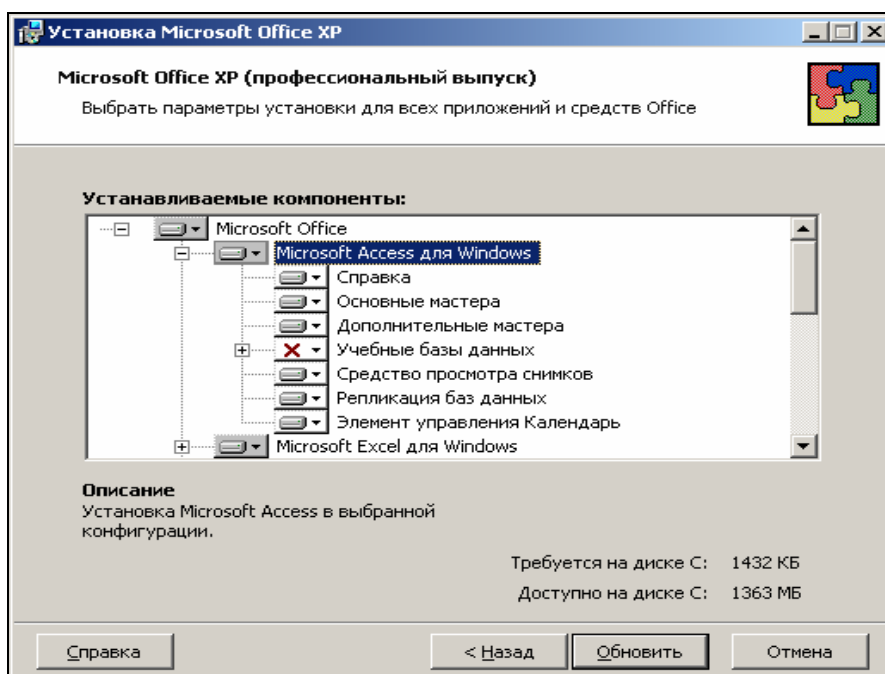 Установка Microsoft Office XP
Microsoft Office XP (профессиональный выпуск)
Выбрать параметры установки для всех приложений и средств Office
Устанавливаемые компоненты:
Microsoft Office
Microsoft Access для Windows
Справка
Основные мастера
Дополнительные мастера
Учебные базы данных
Средство просмотра снимков
Репликация баз данных
Элемент управления Календарь
Microsoft Excel для Windows
Описание
Установка Microsoft Access в выбранной
конфигурации.
Требуется на диске C: 1432 КБ
Доступно на диске C: 1363 МБ
Справка < Назад Обновить Отмена